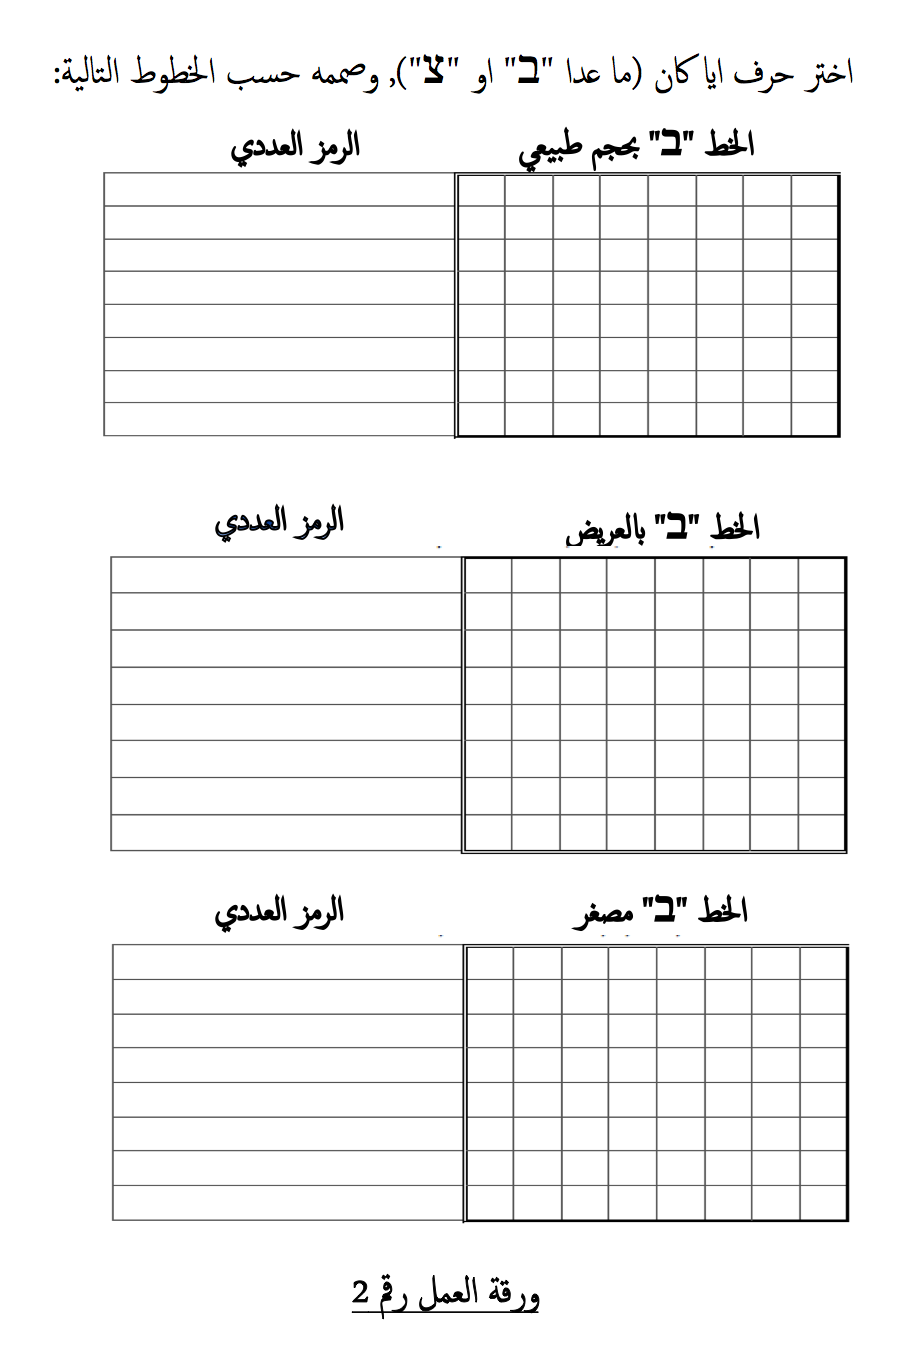 اختر حرف ايا كان (ما عدا "ב" او "צ"), وصممه حسب الخطوط التالية:
الخط "ב" بحجم طبيعي الرمز العددي
الخط "ב" بالعريض الرمز العددي
الخط "ב" مصغر الرمز العددي
ورقة العمل رقم 2